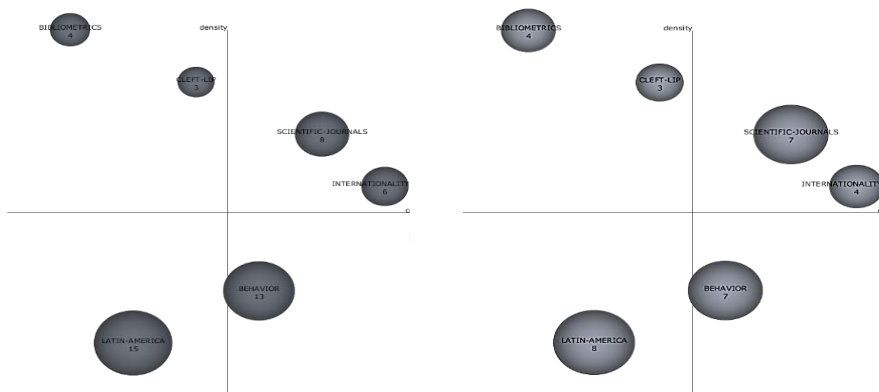 BIBLIOMETRICS
4
density
CLEFT-LIP
3
SCIENTIFIC-JOURNALS
8
INTERNATIONALITY
6
BEHAVIOR
13
LATIN-AMERICA
15
BIBLIOMETRICS
4
density
CLEFT-LIP
3
SCIENTIFIC-JOURNALS
7
INTERNATIONALITY
4
BEHAVIOR
7
LATIN-AMERICA
8